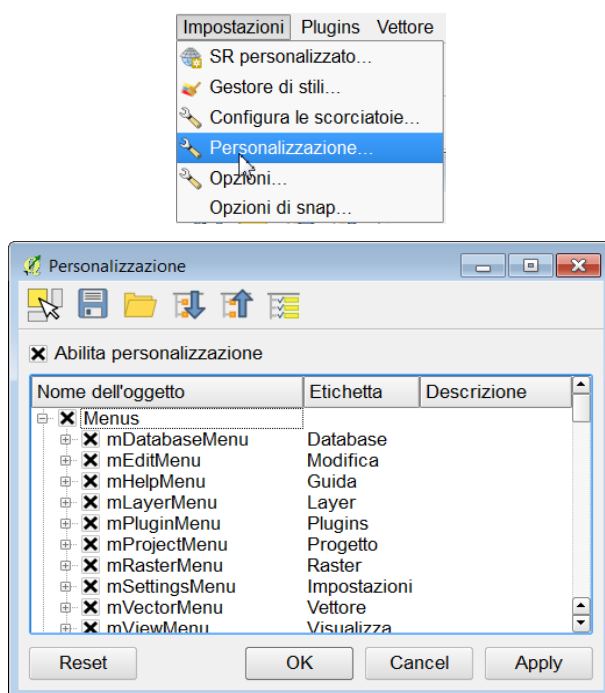 Impostazioni Plugins Vettore
SR personalizzato...
Gestore di stili...
Configura le scorciatoie...
Personalizzazione...
Opzioni...
Opzioni di snap...
Personalizzazione
Abilita personalizzazione
Nome dell'oggetto Etichetta Descrizione
Menus
mDatabaseMenu Database
mEditMenu Modifica
mHelpMenu Guida
mLayerMenu Layer
mPluginMenu Plugins
mProjectMenu Progetto
mRasterMenu Raster
mSettingsMenu Impostazioni
mVectorMenu Vettore
mViewMenu Visualizza
Reset OK Cancel Apply